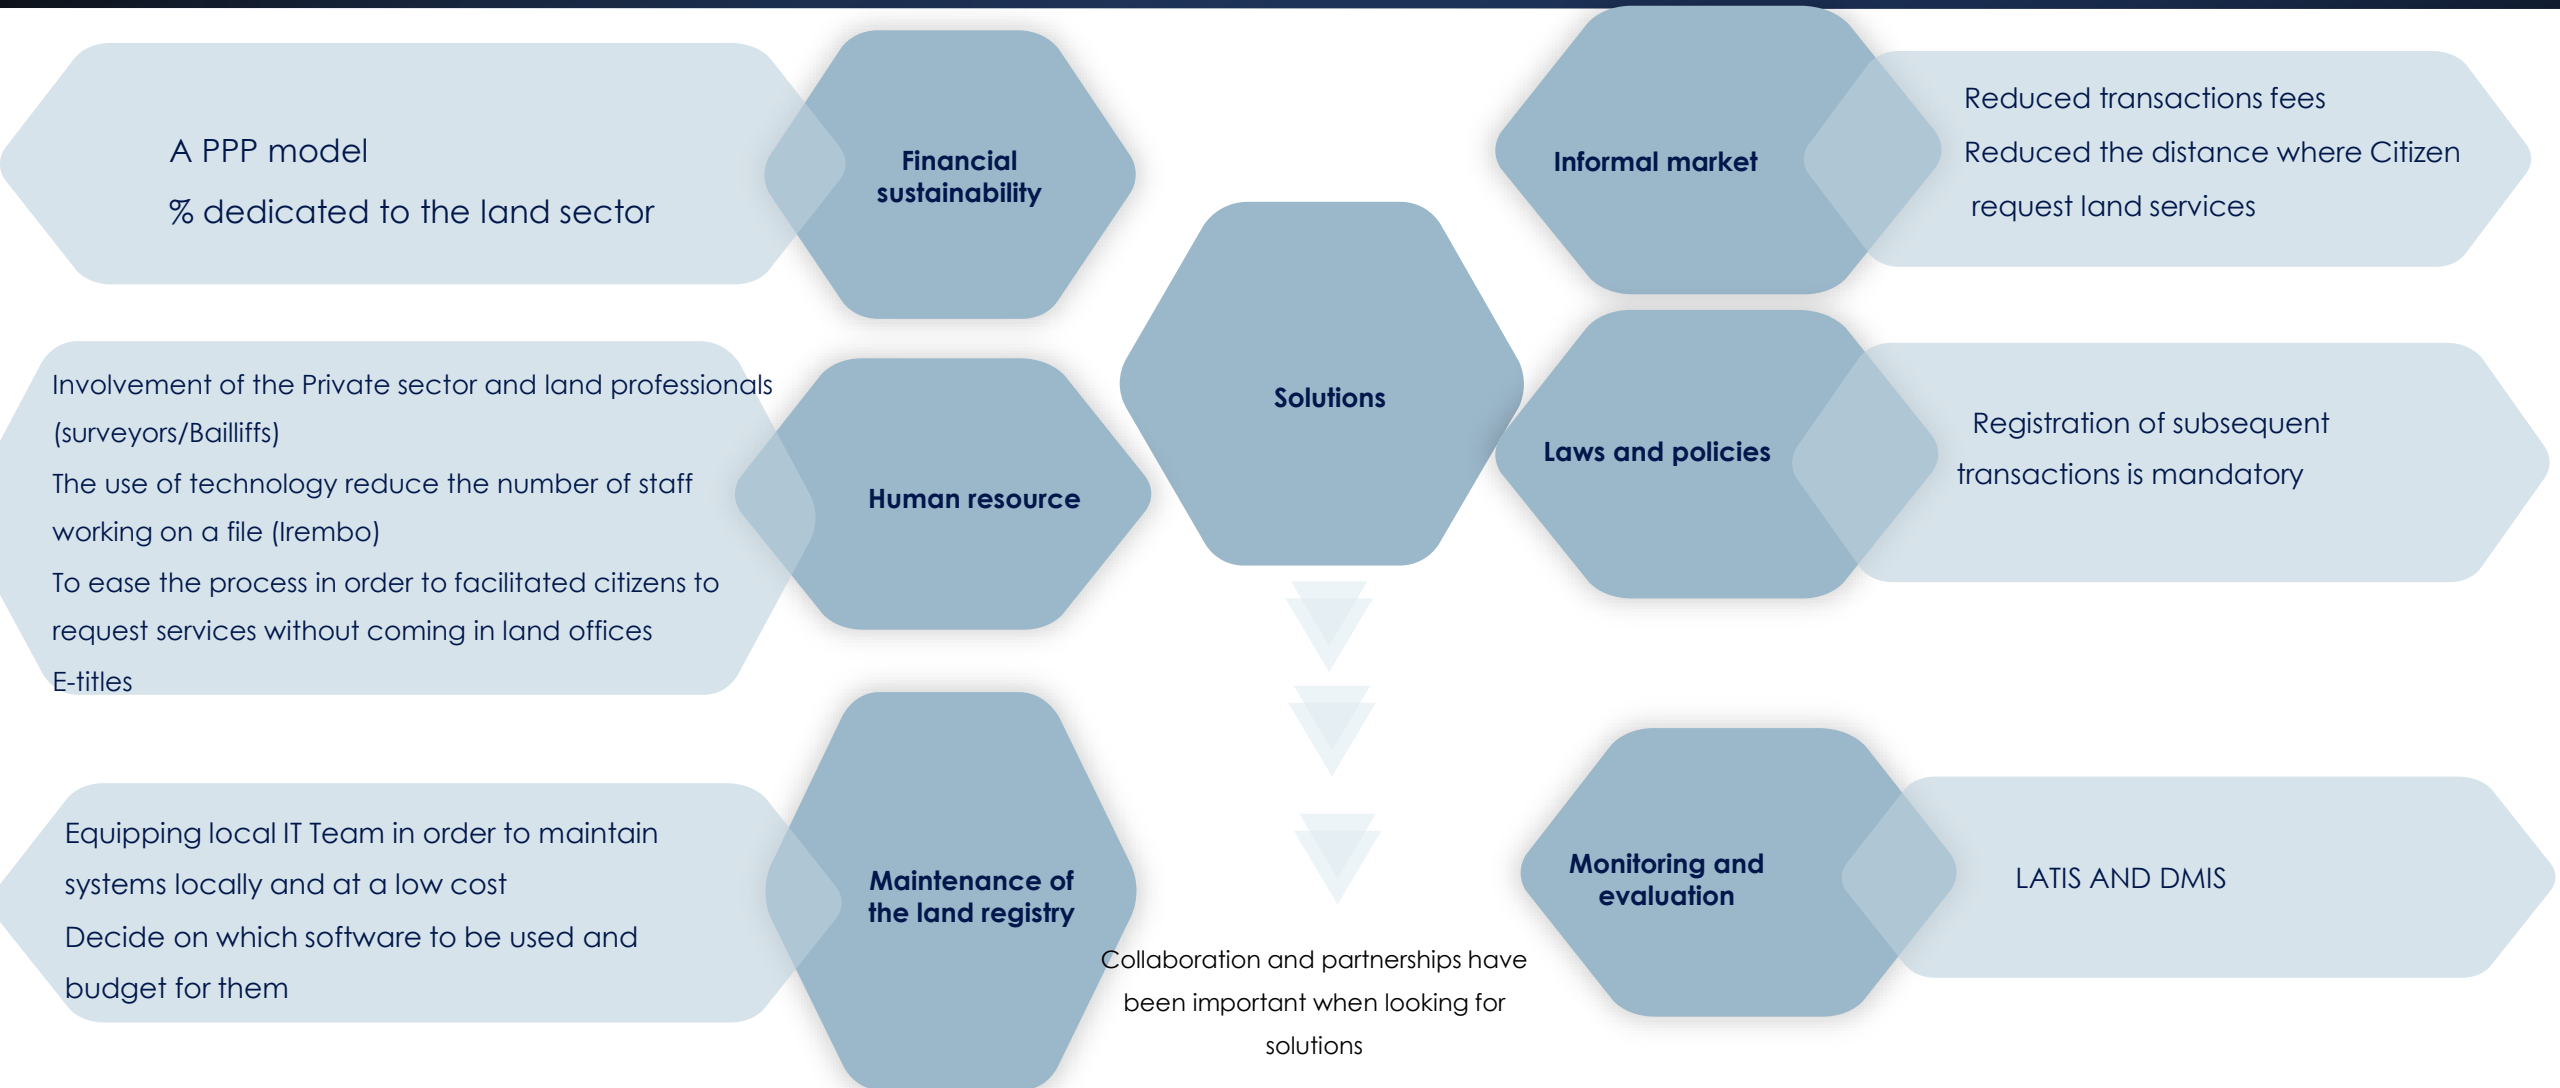 A PPP model
% dedicated to the land sector
Financial
sustainability
Involvement of the Private sector and land professionals
(surveyors/Bailliffs)
The use of technology reduce the number of staff
working on a file (Irembo)
To ease the process in order to facilitated citizens to
request services without coming in land offices
E-titles
Human resource
Equipping local IT Team in order to maintain
systems locally and at a low cost
Decide on which software to be used and
budget for them
Maintenance of
the land registry
Solutions
Collaboration and partnerships have
been important when looking for
solutions
Informal market
Reduced transactions fees
Reduced the distance where Citizen
request land services
Laws and policies
Registration of subsequent
transactions is mandatory
Monitoring and
evaluation
LATIS AND DMIS